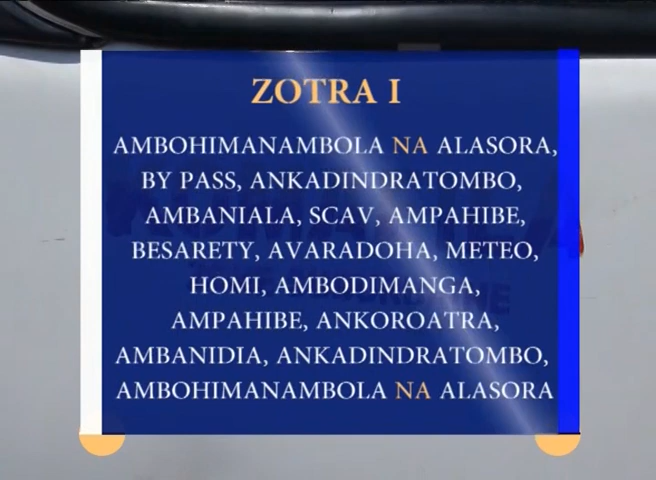 ZOTRA I
AMBOHIMANAMBOLA NA ALASORA,
BY PASS, ANKADINDRATOMBO,
AMBANIALA, SCAV, AMPAHIBE,
BESARETY, AVARADOHA, METEO,
HOMI, AMBODIMANGA,
AMPAHIBE, ANKOROATRA,
AMBANIDIA, ANKADINDRATOMBO,
AMBOHIMANAMBOLA NA ALASORA